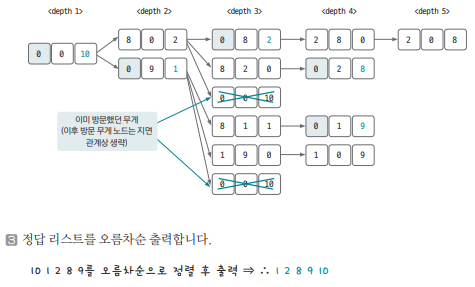 <depth 1> <depth 2> <depth 3> <depth 4> <depth 5>
8 0 2 0 8 2 2 8 0 2 0 8
0 0 10
0 9 1 8 2 0 0 2 8
0 0 10
이미 방문했던 무게
(이후 방문 무게 노드는 지면
관계상 생략)
8 1 1 0 1 9
1 9 0 1 0 9
0 0 10
3 정답 리스트를 오름차순 출력합니다.
10 1 2 8 9를 오름차순으로 정렬 후 출력 ⇒ ∴ 1 2 8 9 10